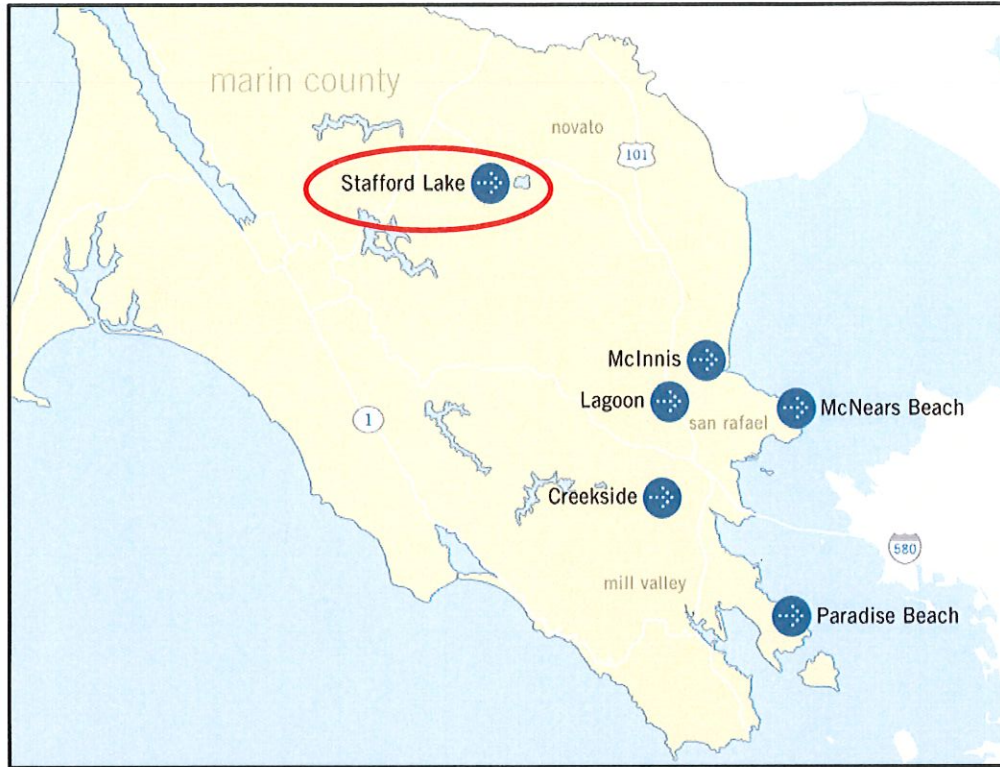 marin county
novato
101
Stafford Lake
McInnis
Lagoon
McNears Beach
san rafael
1
Creekside
580
mill valley
Paradise Beach